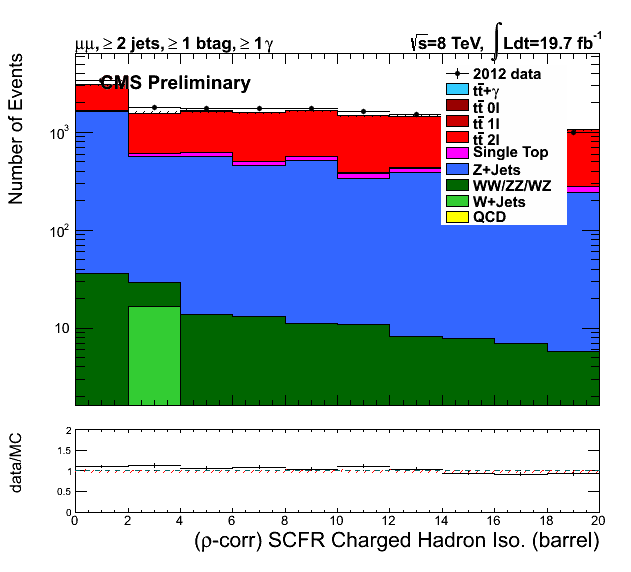 μμ, ≥ 2 jets, ≥ 1 btag, ≥ 1 γ
√s=8 TeV, ∫ Ldt=19.7 fb⁻¹
CMS Preliminary
Number of Events
10³
10²
10
2012 data
tt̄+γ
tt̄ 0l
tt̄ 1l
tt̄ 2l
Single Top
Z+Jets
WW/ZZ/WZ
W+Jets
QCD
data/MC
2
1.5
1
0.5
0
0 2 4 6 8 10 12 14 16 18 20
(ρ-corr) SCFR Charged Hadron Iso. (barrel)